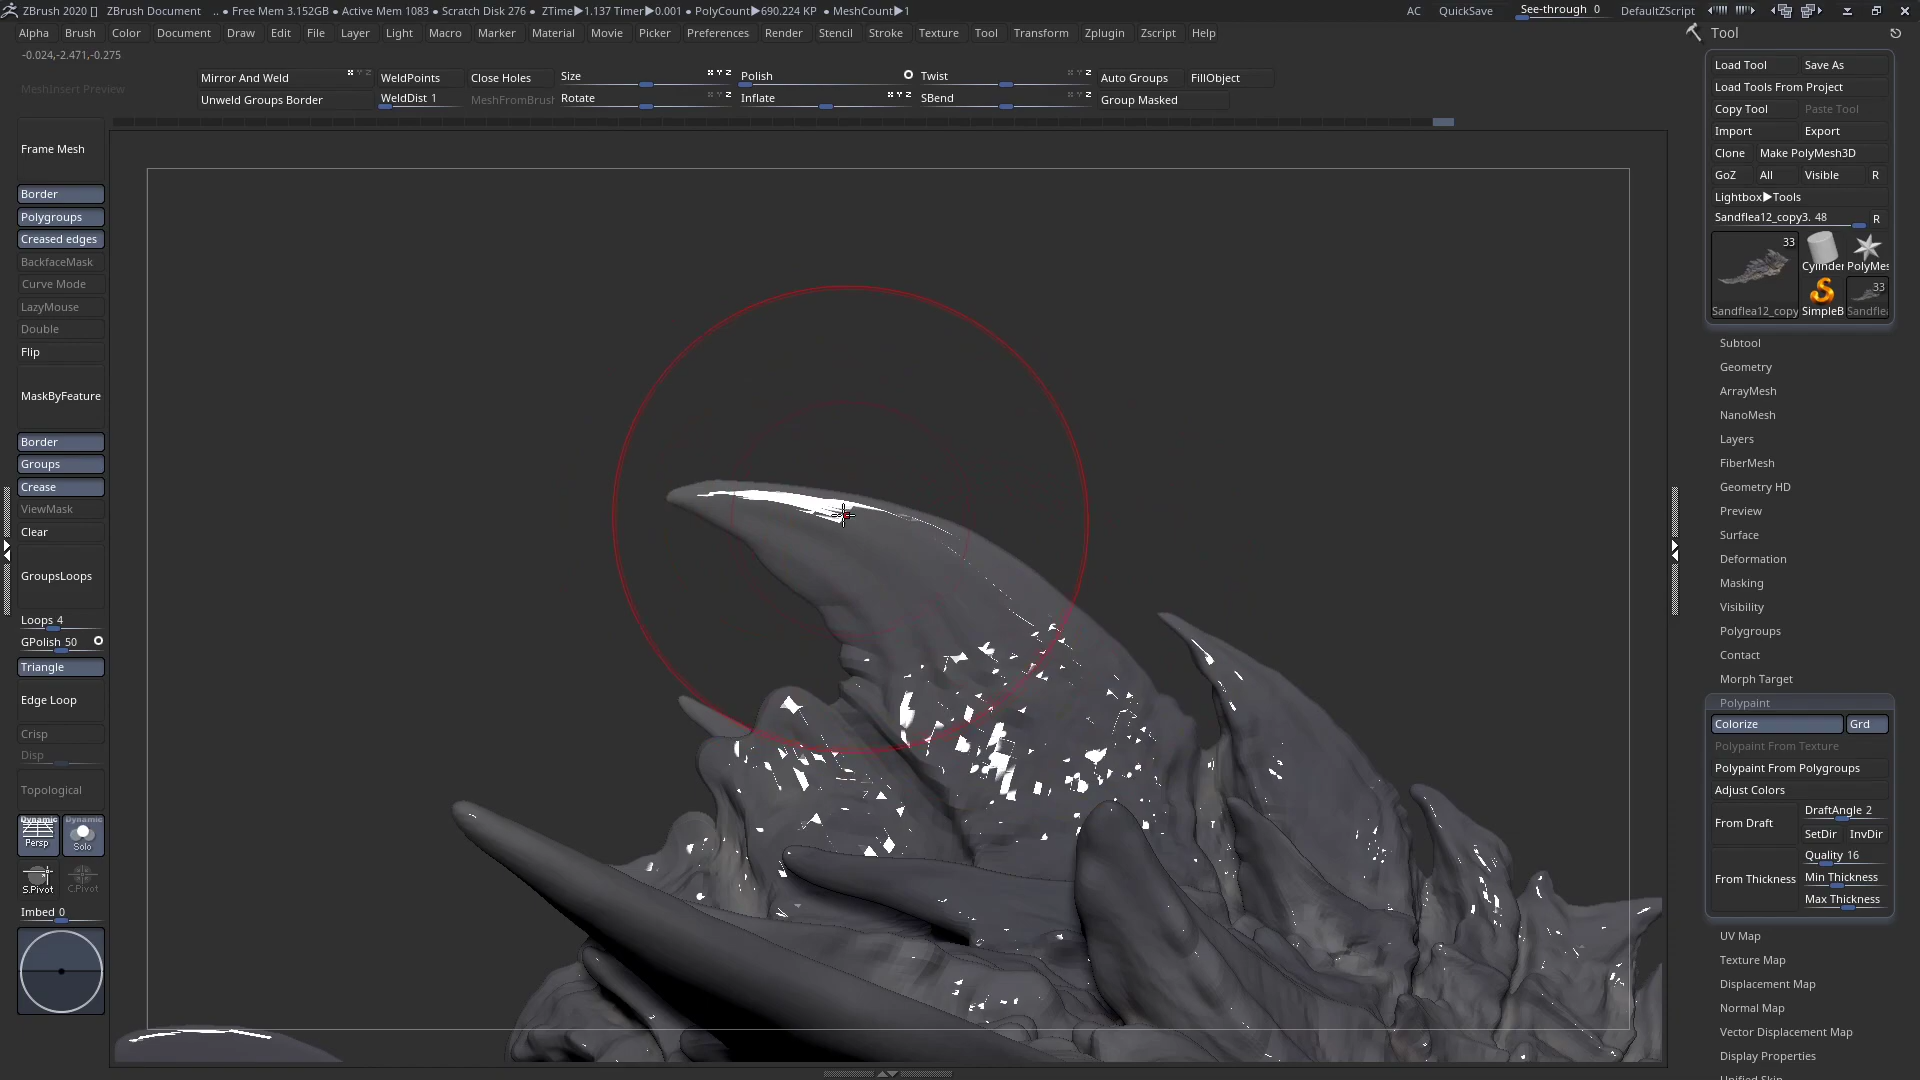 ZBrush 2020 [] ZBrush Document .. ● Free Mem 3.152GB ● Active Mem 1083 ● Scratch Disk 276 ● ZTime▶1.137 Timer▶0.001 ● PolyCount▶690.224 KP ● MeshCount▶1 AC QuickSave See-through 0 DefaultZScript
Alpha Brush Color Document Draw Edit File Layer Light Macro Marker Material Movie Picker Preferences Render Stencil Stroke Texture Tool Transform Zplugin Zscript Help
-0.024,-2.471,-0.275
MeshInsert Preview
Mirror And Weld WeldPoints Close Holes Size Polish Twist Auto Groups FillObject
Unweld Groups Border WeldDist 1 MeshFromBrush Rotate Inflate SBend Group Masked
Frame Mesh
Border
Polygroups
Creased edges
BackfaceMask
Curve Mode
LazyMouse
Double
Flip
MaskByFeature
Border
Groups
Crease
ViewMask
Clear
GroupsLoops
Loops 4
GPolish 50
Triangle
Edge Loop
Crisp
Disp
Topological
Dynamic Dynamic
Persp Solo
S.Pivot C.Pivot
Imbed 0
Tool
Load Tool Save As
Load Tools From Project
Copy Tool Paste Tool
Import Export
Clone Make PolyMesh3D
GoZ All Visible R
Lightbox▶Tools
Sandflea12_copy3. 48 R
33
Cylinder PolyMes
33
Sandflea12_copy SimpleB Sandflea
Subtool
Geometry
ArrayMesh
NanoMesh
Layers
FiberMesh
Geometry HD
Preview
Surface
Deformation
Masking
Visibility
Polygroups
Contact
Morph Target
Polypaint
Colorize Grd
Polypaint From Texture
Polypaint From Polygroups
Adjust Colors
From Draft DraftAngle 2
SetDir InvDir
Quality 16
From Thickness Min Thickness
Max Thickness
UV Map
Texture Map
Displacement Map
Normal Map
Vector Displacement Map
Display Properties
Unified Skin